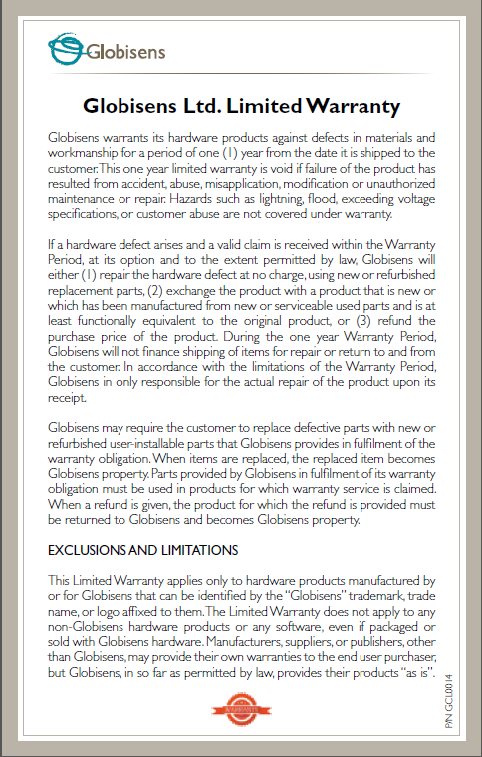 Globisens
Globisens Ltd. Limited Warranty
Globisens warrants its hardware products against defects in materials and
workmanship for a period of one (1) year from the date it is shipped to the
customer. This one year limited warranty is void if failure of the product has
resulted from accident, abuse, misapplication, modification or unauthorized
maintenance or repair. Hazards such as lightning, flood, exceeding voltage
specifications, or customer abuse are not covered under warranty.
If a hardware defect arises and a valid claim is received within the Warranty
Period, at its option and to the extent permitted by law, Globisens will
either (1) repair the hardware defect at no charge, using new or refurbished
replacement parts, (2) exchange the product with a product that is new or
which has been manufactured from new or serviceable used parts and is at
least functionally equivalent to the original product, or (3) refund the
purchase price of the product. During the one year Warranty Period,
Globisens will not finance shipping of items for repair or return to and from
the customer. In accordance with the limitations of the Warranty Period,
Globisens in only responsible for the actual repair of the product upon its
receipt.
Globisens may require the customer to replace defective parts with new or
refurbished user-installable parts that Globisens provides in fulfilment of the
warranty obligation. When items are replaced, the replaced item becomes
Globisens property. Parts provided by Globisens in fulfilment of its warranty
obligation must be used in products for which warranty service is claimed.
When a refund is given, the product for which the refund is provided must
be returned to Globisens and becomes Globisens property.
EXCLUSIONS AND LIMITATIONS
This Limited Warranty applies only to hardware products manufactured by
or for Globisens that can be identified by the “Globisens” trademark, trade
name, or logo affixed to them. The Limited Warranty does not apply to any
non-Globisens hardware products or any software, even if packaged or
sold with Globisens hardware. Manufacturers, suppliers, or publishers, other
than Globisens, may provide their own warranties to the end user purchaser,
but Globisens, in so far as permitted by law, provides their products “as is”.
WARRANTY
P/N GCL0014